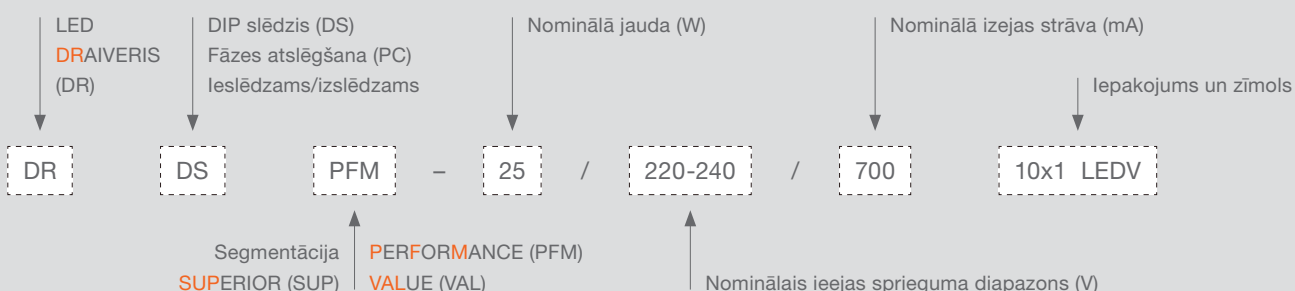 LED
DRAIVERIS
(DR)
DIP slēdzis (DS)
Fāzes atslēgšana (PC)
Ieslēdzams/izslēdzams
Nominālā jauda (W)
Nominālā izejas strāva (mA)
Iepakojums un zīmols
DR DS PFM – 25 / 220-240 / 700 10x1 LEDV
Segmentācija
SUPERIOR (SUP)
PERFORMANCE (PFM)
VALUE (VAL)
Nominālais ieejas sprieguma diapazons (V)